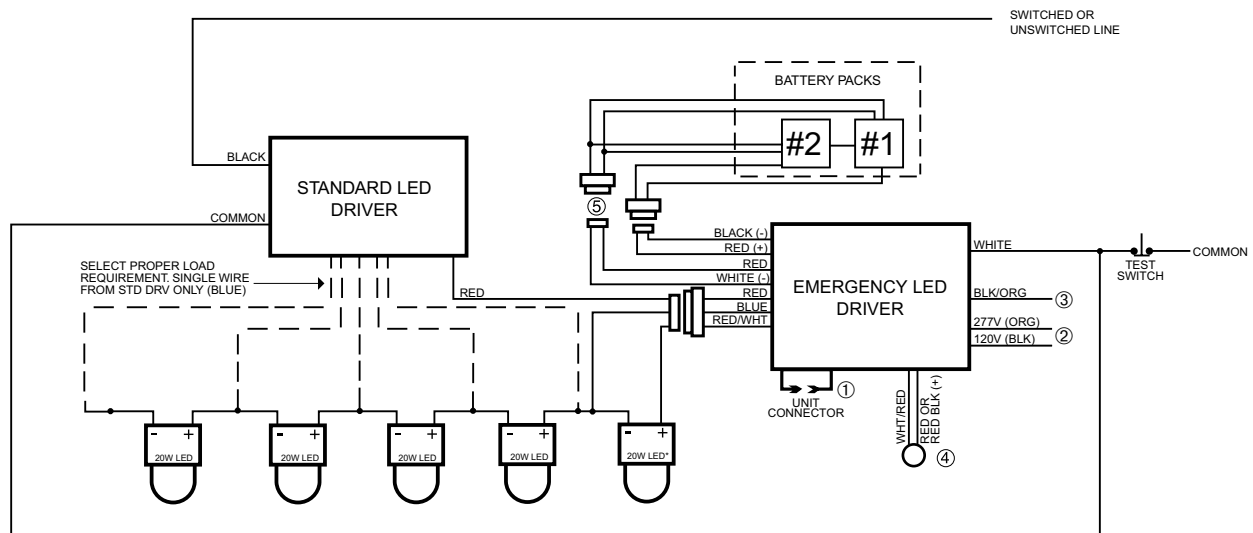 SWITCHED OR
UNSWITCHED LINE
BATTERY PACKS
#2
#1
BLACK
STANDARD LED
DRIVER
COMMON
⑤
SELECT PROPER LOAD
REQUIREMENT. SINGLE WIRE
FROM STD DRV ONLY (BLUE)
RED
BLACK (-)
RED (+)
RED
WHITE (-)
RED
BLUE
RED/WHT
EMERGENCY LED
DRIVER
WHITE
TEST
SWITCH
COMMON
BLK/ORG
③
277V (ORG)
120V (BLK)
②
①
UNIT
CONNECTOR
WHT/RED
RED OR
RED BLK (+)
④
- +
20W LED
- +
20W LED
- +
20W LED
- +
20W LED
- +
20W LED*